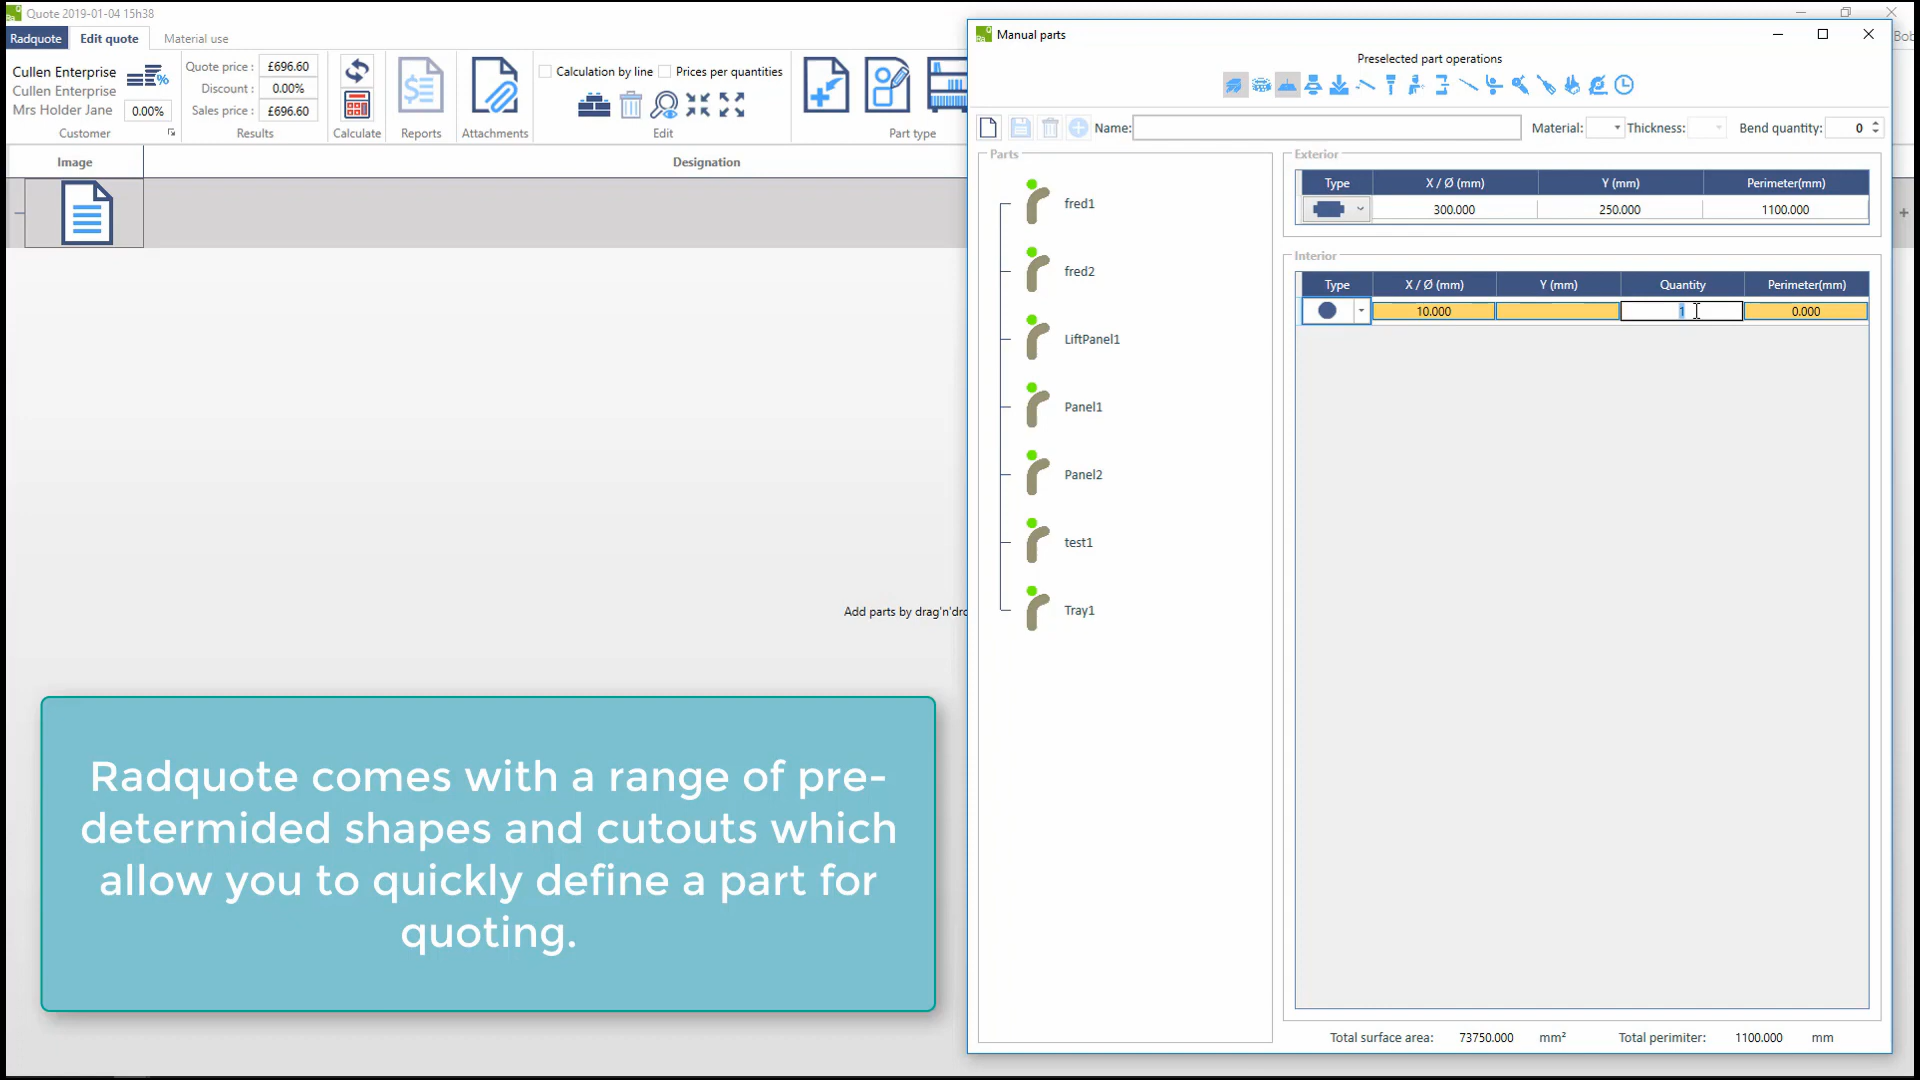 Quote 2019-01-04 15h38
Radquote
Edit quote
Material use
Cullen Enterprise
Cullen Enterprise
Mrs Holder Jane
0.00%
Customer
Quote price :
£696.60
Discount :
0.00%
Sales price :
£696.60
Results
Calculate
Reports
Attachments
Calculation by line
Prices per quantities
Edit
Part type
Image
Designation
Add parts by drag'n'dro
Radquote comes with a range of pre-
determided shapes and cutouts which
allow you to quickly define a part for
quoting.
Manual parts
Preselected part operations
Name:
Material:
Thickness:
Bend quantity:
0
Parts
fred1
fred2
LiftPanel1
Panel1
Panel2
test1
Tray1
Exterior
Type X / Ø (mm) Y (mm) Perimeter(mm)
300.000 250.000 1100.000
Interior
Type X / Ø (mm) Y (mm) Quantity Perimeter(mm)
10.000 1 0.000
Total surface area: 73750.000 mm² Total perimiter: 1100.000 mm